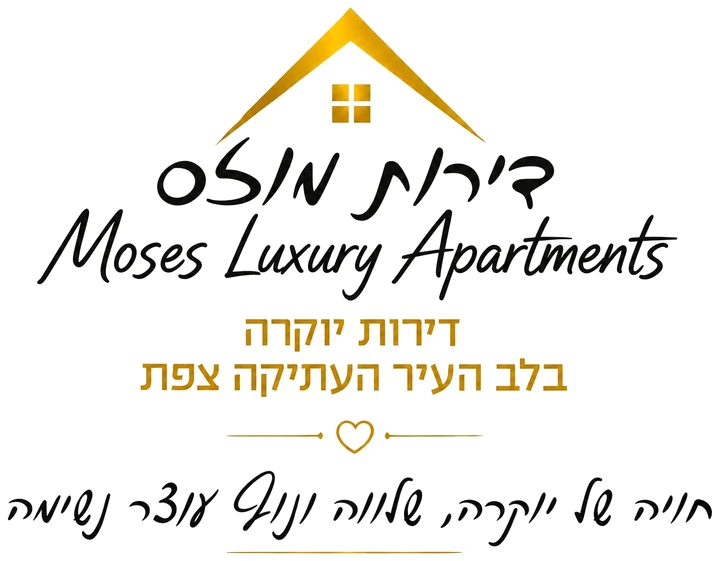 דירות מוזס
Moses Luxury Apartments
דירות יוקרה
בלב העיר העתיקה צפת
חויה של יוקרה, שלווה ונוף עוצר נשימה